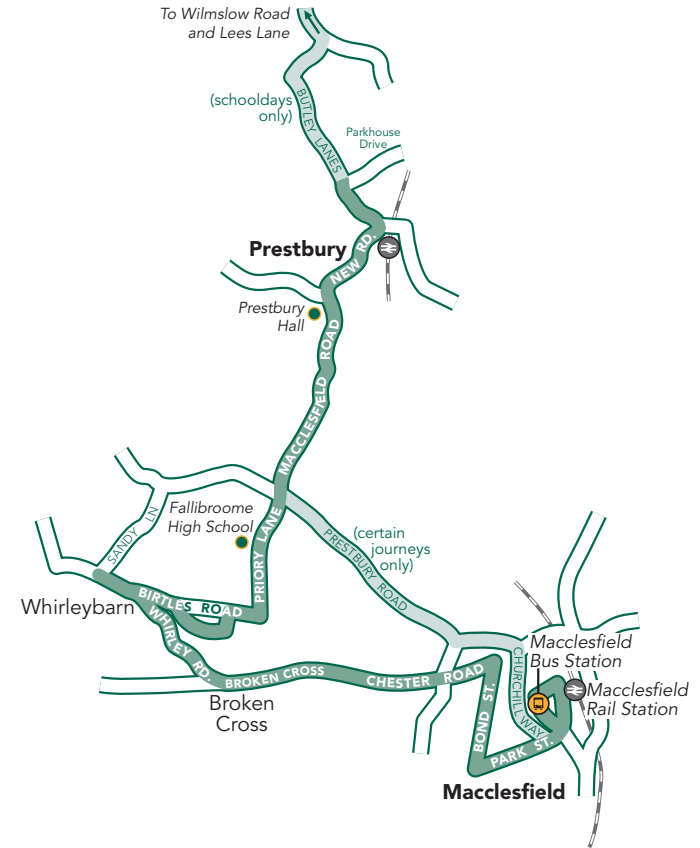 To Wilmslow Road
and Lees Lane
(schooldays
only)
BUTLEY LANES
Parkhouse
Drive
Prestbury
NEW RD.
Prestbury
Hall
MACCLESFIELD ROAD
Fallibroome
High School
SANDY LN
PRIORY LANE
(certain
journeys
only)
PRESTBURY ROAD
Whirleybarn
BIRTLES ROAD
WHIRLEY RD.
BROKEN CROSS
CHESTER ROAD
Broken
Cross
BOND ST.
CHURCHILL WAY
PARK ST.
Macclesfield
Bus Station
Macclesfield
Rail Station
Macclesfield